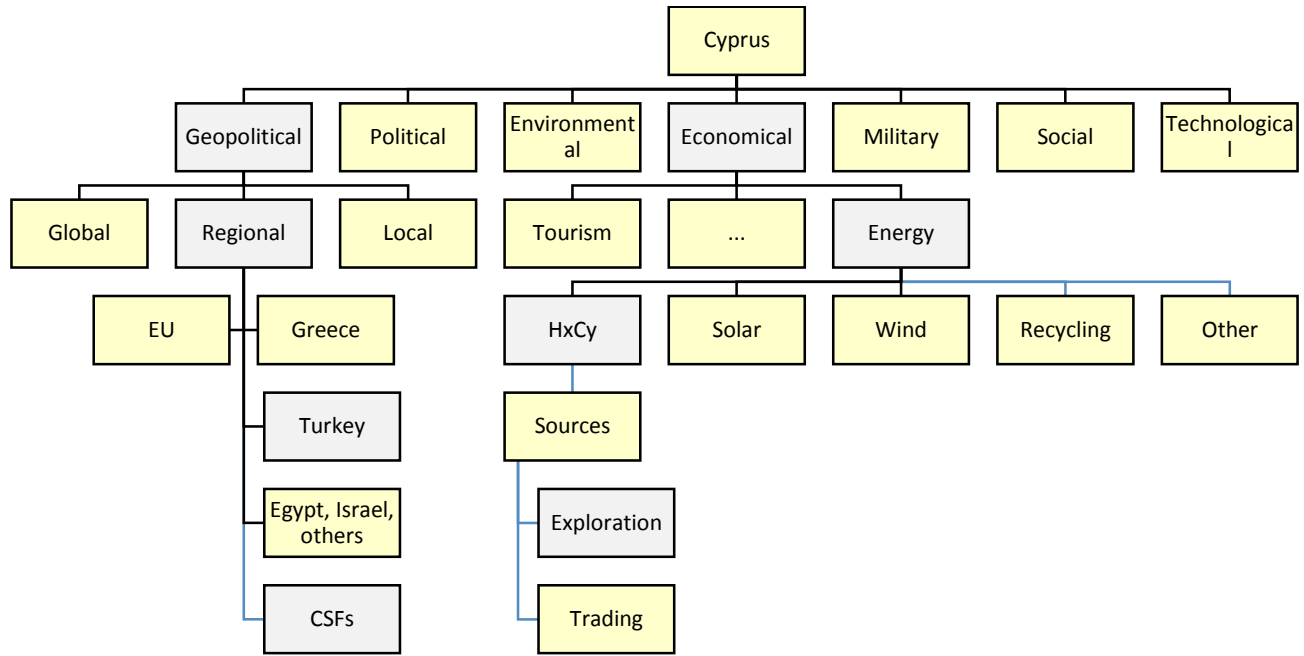 Cyprus
Geopolitical
Political
Environment
al
Economical
Military
Social
Technologica
l
Global
Regional
Local
Tourism
...
Energy
EU
Greece
HxCy
Solar
Wind
Recycling
Other
Turkey
Sources
Egypt, Israel,
others
Exploration
CSFs
Trading